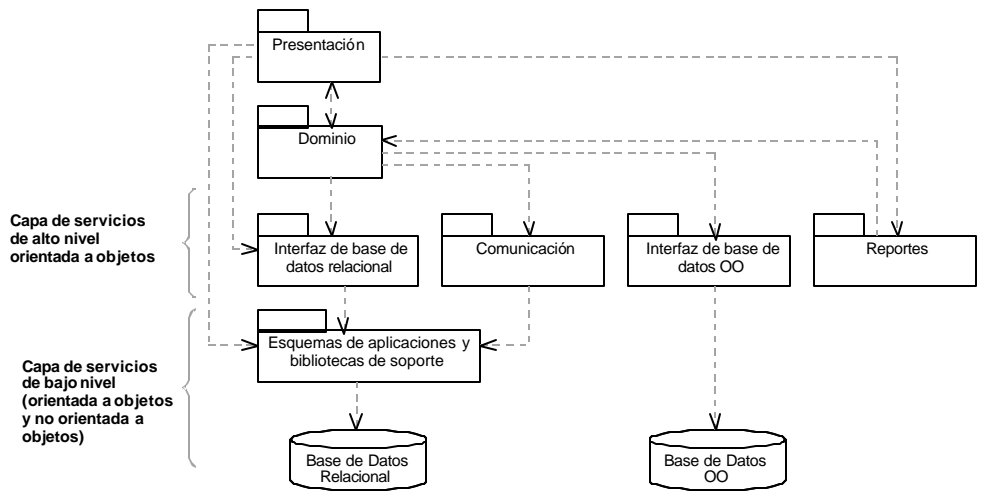 Presentación
Dominio
Capa de servicios
de alto nivel
orientada a objetos
Interfaz de base de
datos relacional
Comunicación
Interfaz de base de
datos OO
Reportes
Esquemas de aplicaciones y
bibliotecas de soporte
Capa de servicios
de bajo nivel
(orientada a objetos
y no orientada a
objetos)
Base de Datos
Relacional
Base de Datos
OO